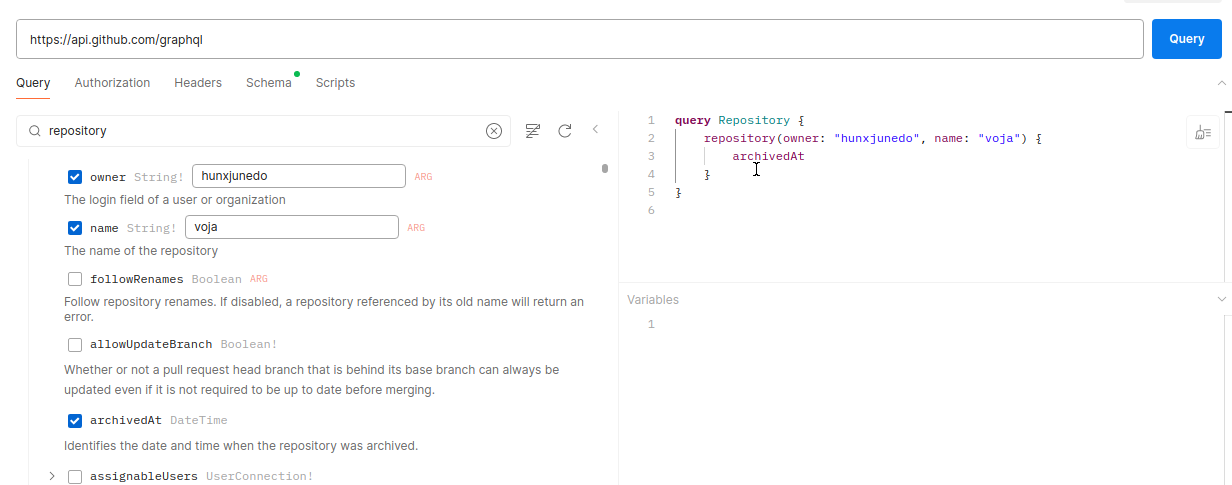 https://api.github.com/graphql
Query
Query Authorization Headers Schema Scripts
repository
owner String! hunxjunedo ARG
The login field of a user or organization
name String! voja ARG
The name of the repository
followRenames Boolean ARG
Follow repository renames. If disabled, a repository referenced by its old name will return an
error.
allowUpdateBranch Boolean!
Whether or not a pull request head branch that is behind its base branch can always be
updated even if it is not required to be up to date before merging.
archivedAt DateTime
Identifies the date and time when the repository was archived.
assignableUsers UserConnection!
1 query Repository {
2 repository(owner: "hunxjunedo", name: "voja") {
3 archivedAt
4 }
5 }
6
Variables
1